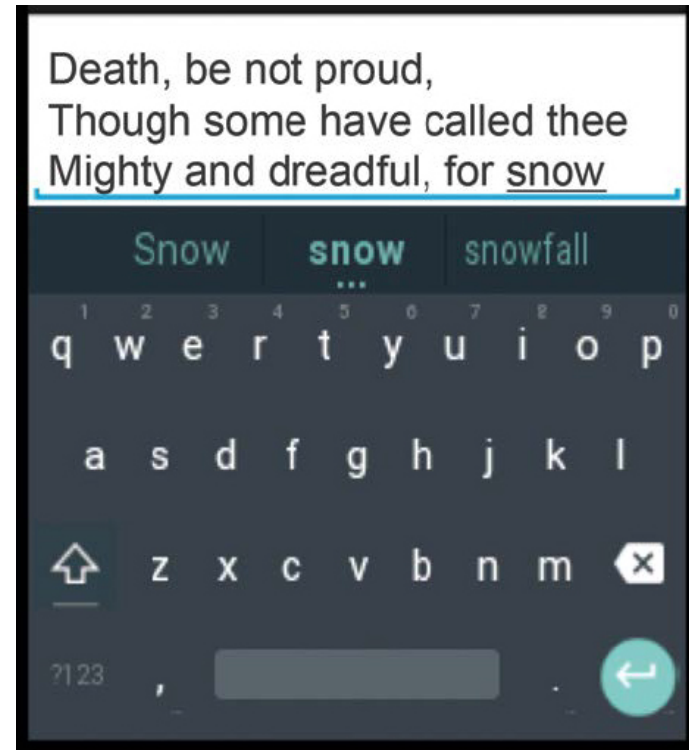 Death, be not proud,
Though some have called thee
Mighty and dreadful, for snow
Snow snow snowfall
1 2 3 4 5 6 7 8 9 0
q w e r t y u i o p
a s d f g h j k l
z x c v b n m
?123 , .